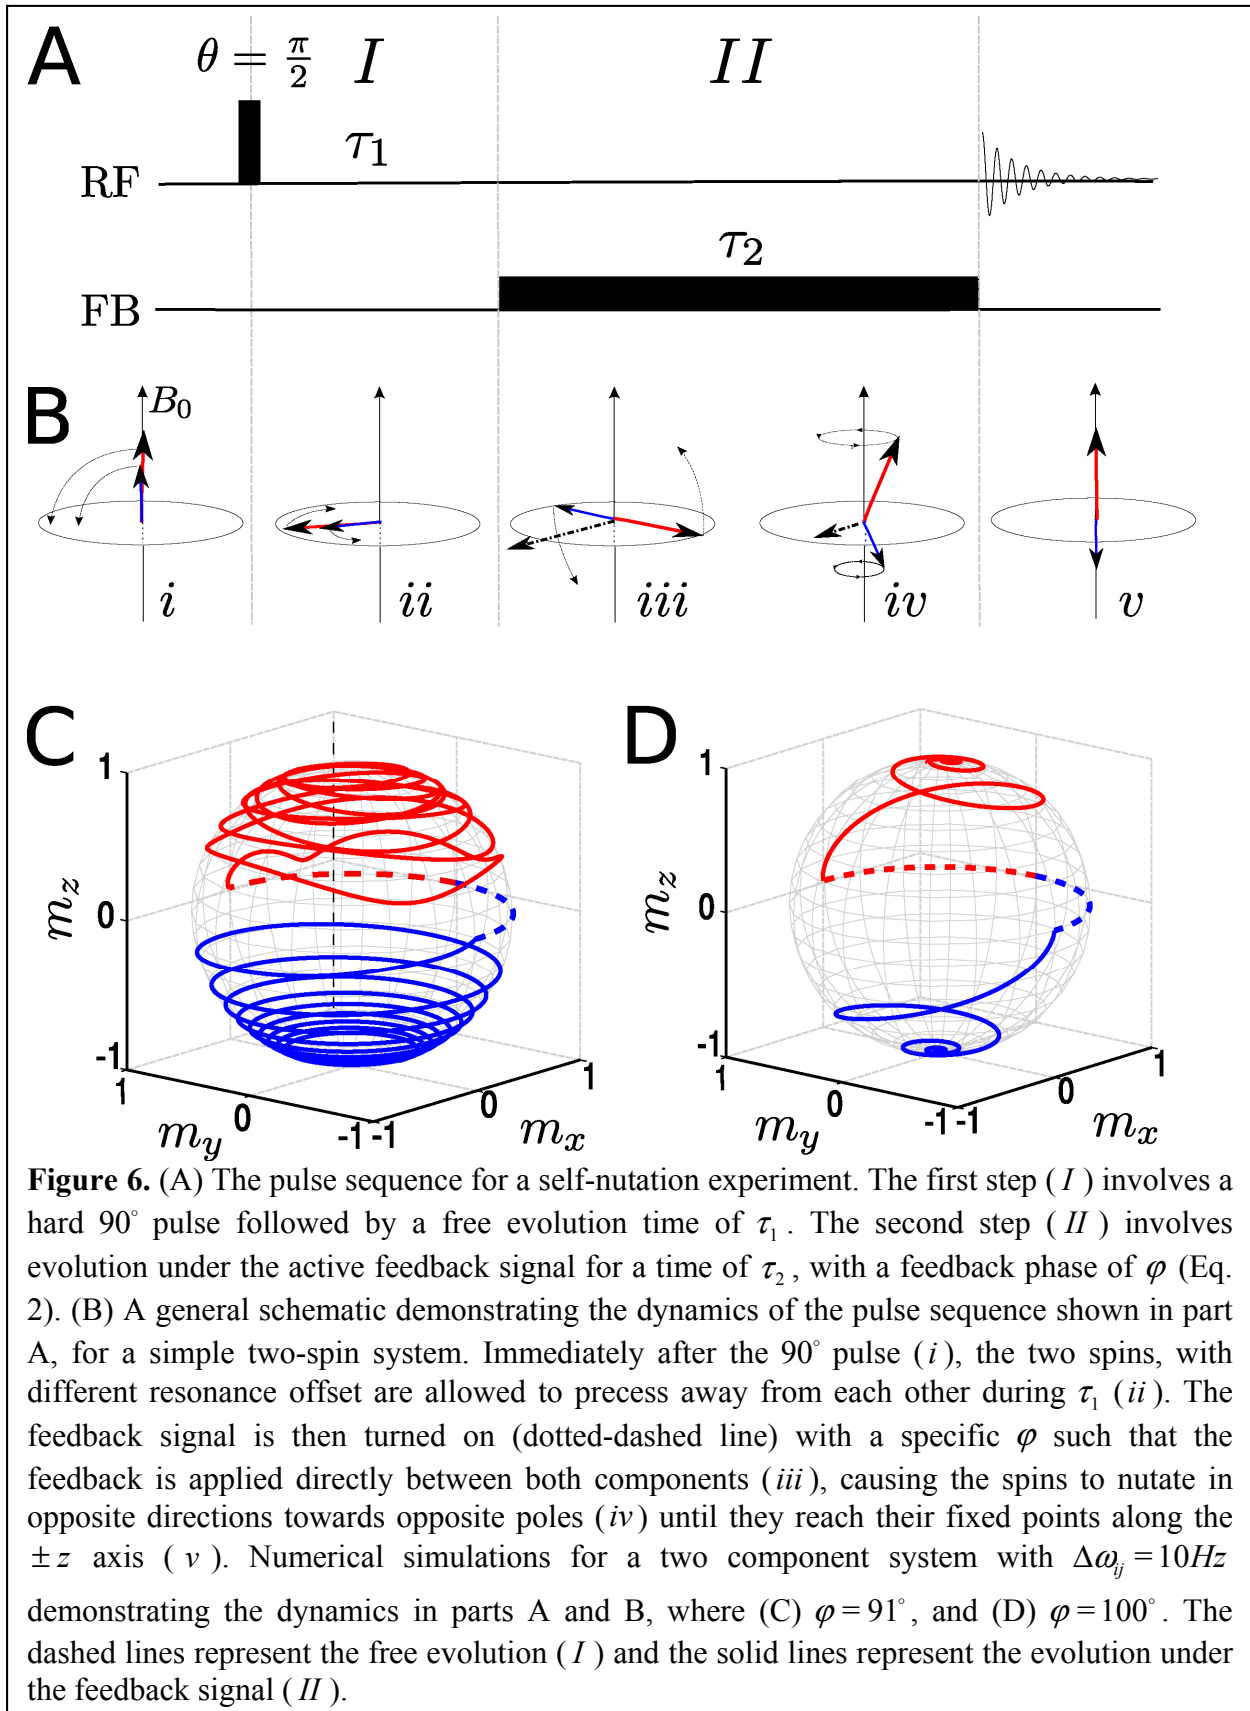 A
θ = π/2
I
II
τ1
RF
τ2
FB
B
B0
i
ii
iii
iv
v
C
D
1
0
-1
mz
1
0
-1
my
-1
0
1
mx
1
0
-1
mz
1
0
-1
my
-1
0
1
mx
Figure 6. (A) The pulse sequence for a self-nutation experiment. The first step (I) involves a
hard 90° pulse followed by a free evolution time of τ1. The second step (II) involves
evolution under the active feedback signal for a time of τ2, with a feedback phase of φ (Eq.
2). (B) A general schematic demonstrating the dynamics of the pulse sequence shown in part
A, for a simple two-spin system. Immediately after the 90° pulse (i), the two spins, with
different resonance offset are allowed to precess away from each other during τ1 (ii). The
feedback signal is then turned on (dotted-dashed line) with a specific φ such that the
feedback is applied directly between both components (iii), causing the spins to nutate in
opposite directions towards opposite poles (iv) until they reach their fixed points along the
±z axis (v). Numerical simulations for a two component system with Δωij = 10Hz
demonstrating the dynamics in parts A and B, where (C) φ = 91°, and (D) φ = 100°. The
dashed lines represent the free evolution (I) and the solid lines represent the evolution under
the feedback signal (II).